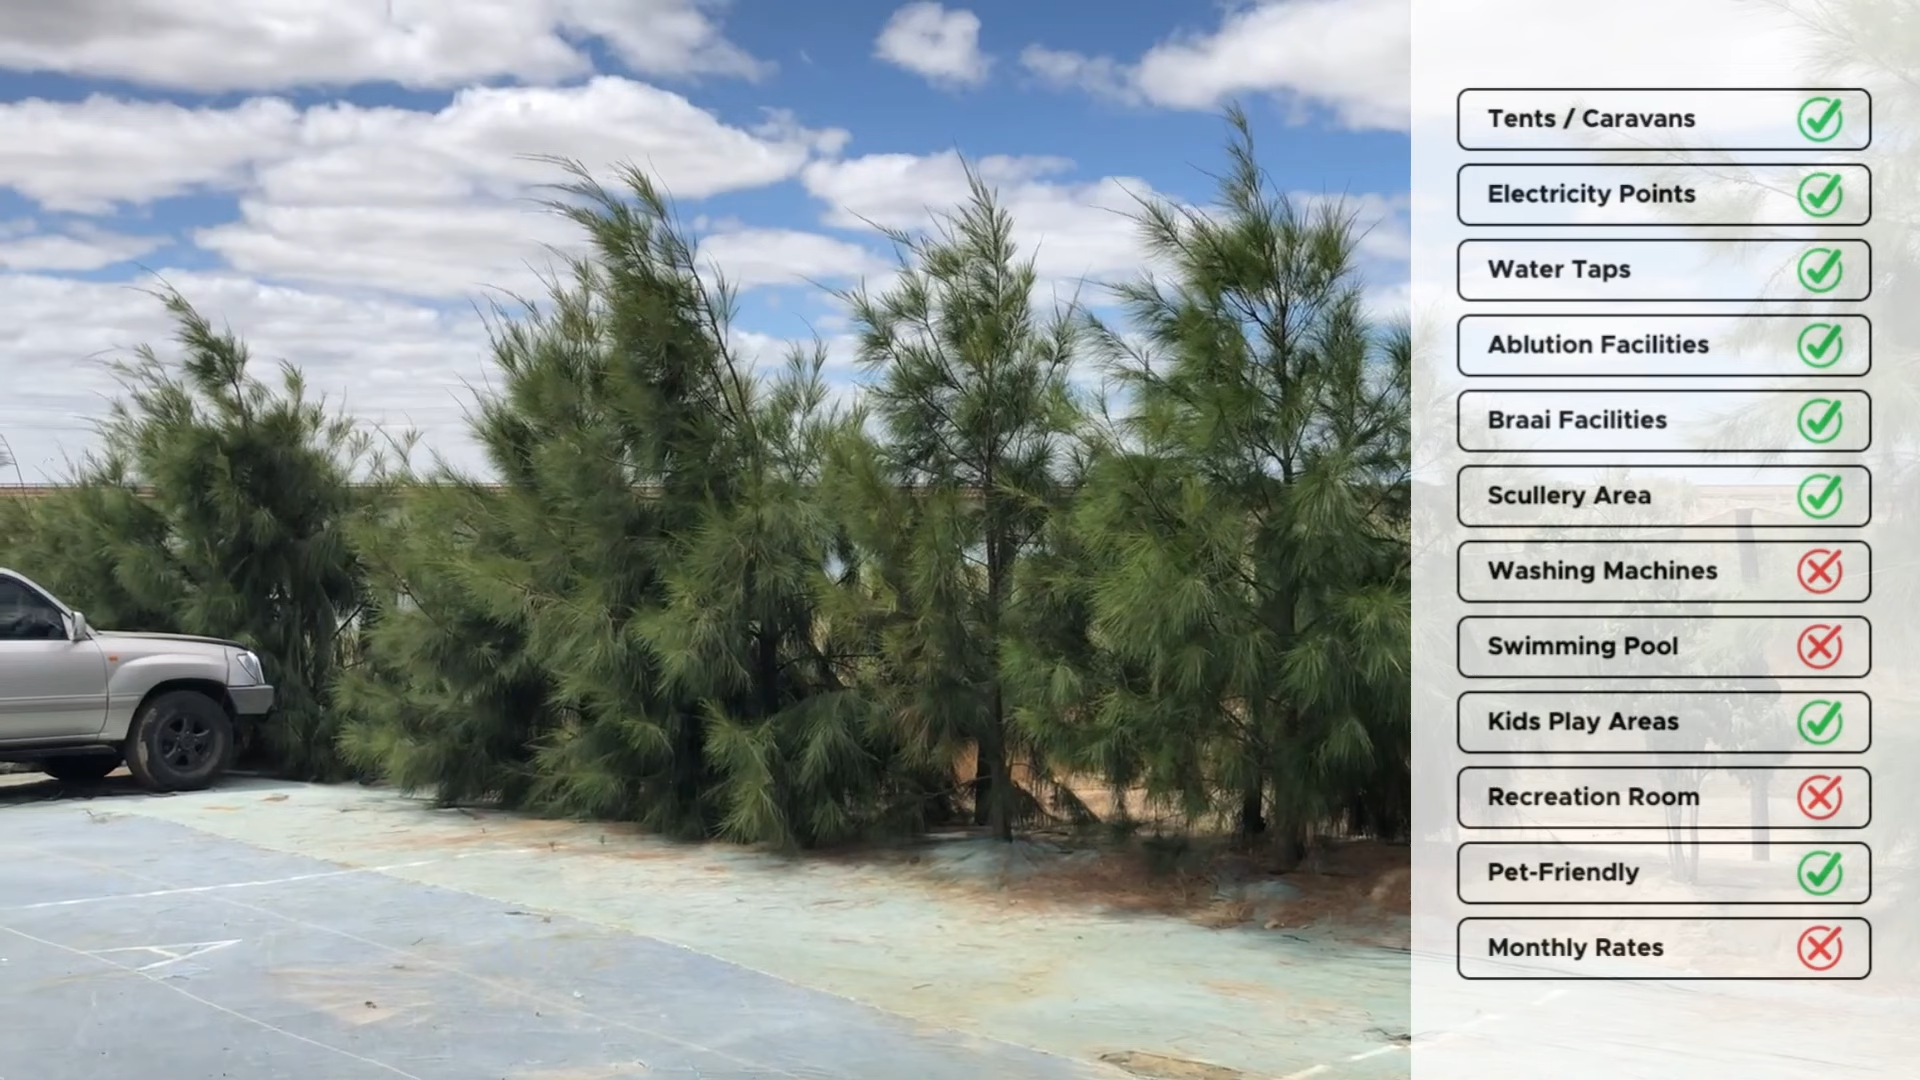 Tents / Caravans
Electricity Points
Water Taps
Ablution Facilities
Braai Facilities
Scullery Area
Washing Machines
Swimming Pool
Kids Play Areas
Recreation Room
Pet-Friendly
Monthly Rates
A